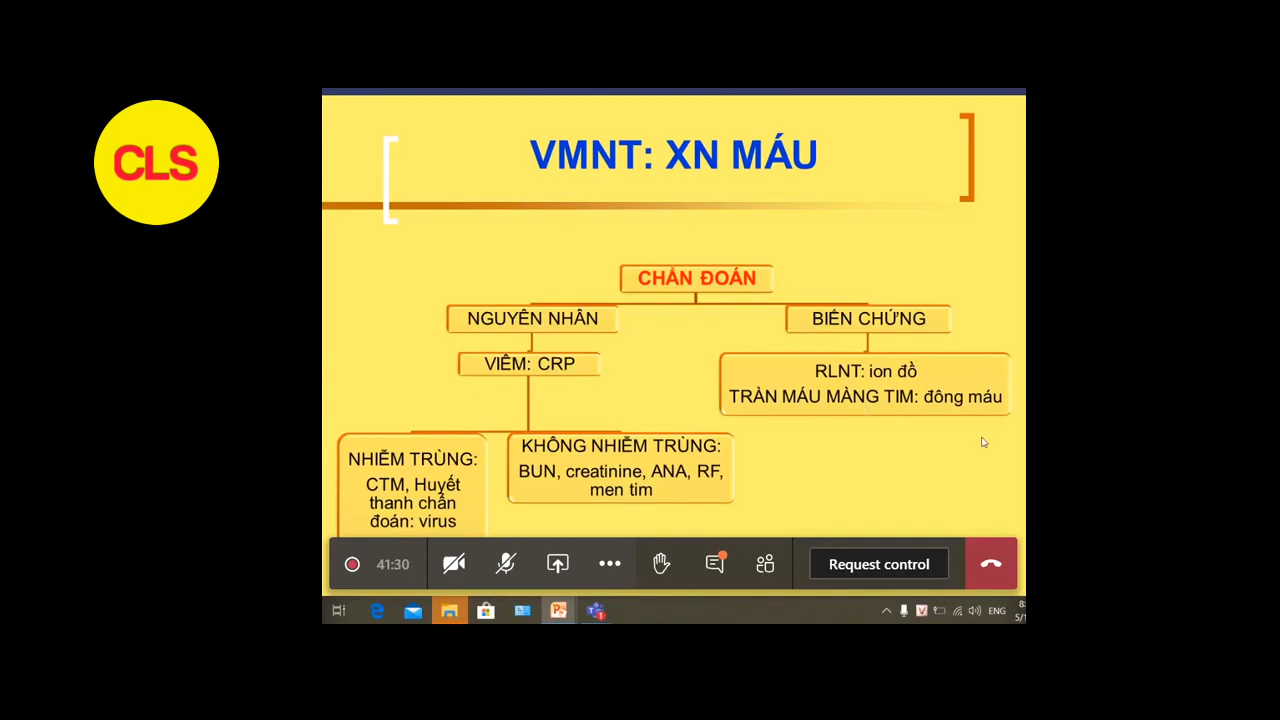 CLS
VMNT: XN MÁU
CHẨN ĐOÁN
NGUYÊN NHÂN
BIẾN CHỨNG
VIÊM: CRP
RLNT: ion đồ
TRÀN MÁU MÀNG TIM: đông máu
NHIỄM TRÙNG:
CTM, Huyết
thanh chẩn
đoán: virus
KHÔNG NHIỄM TRÙNG:
BUN, creatinine, ANA, RF,
men tim
41:30
Request control
ENG